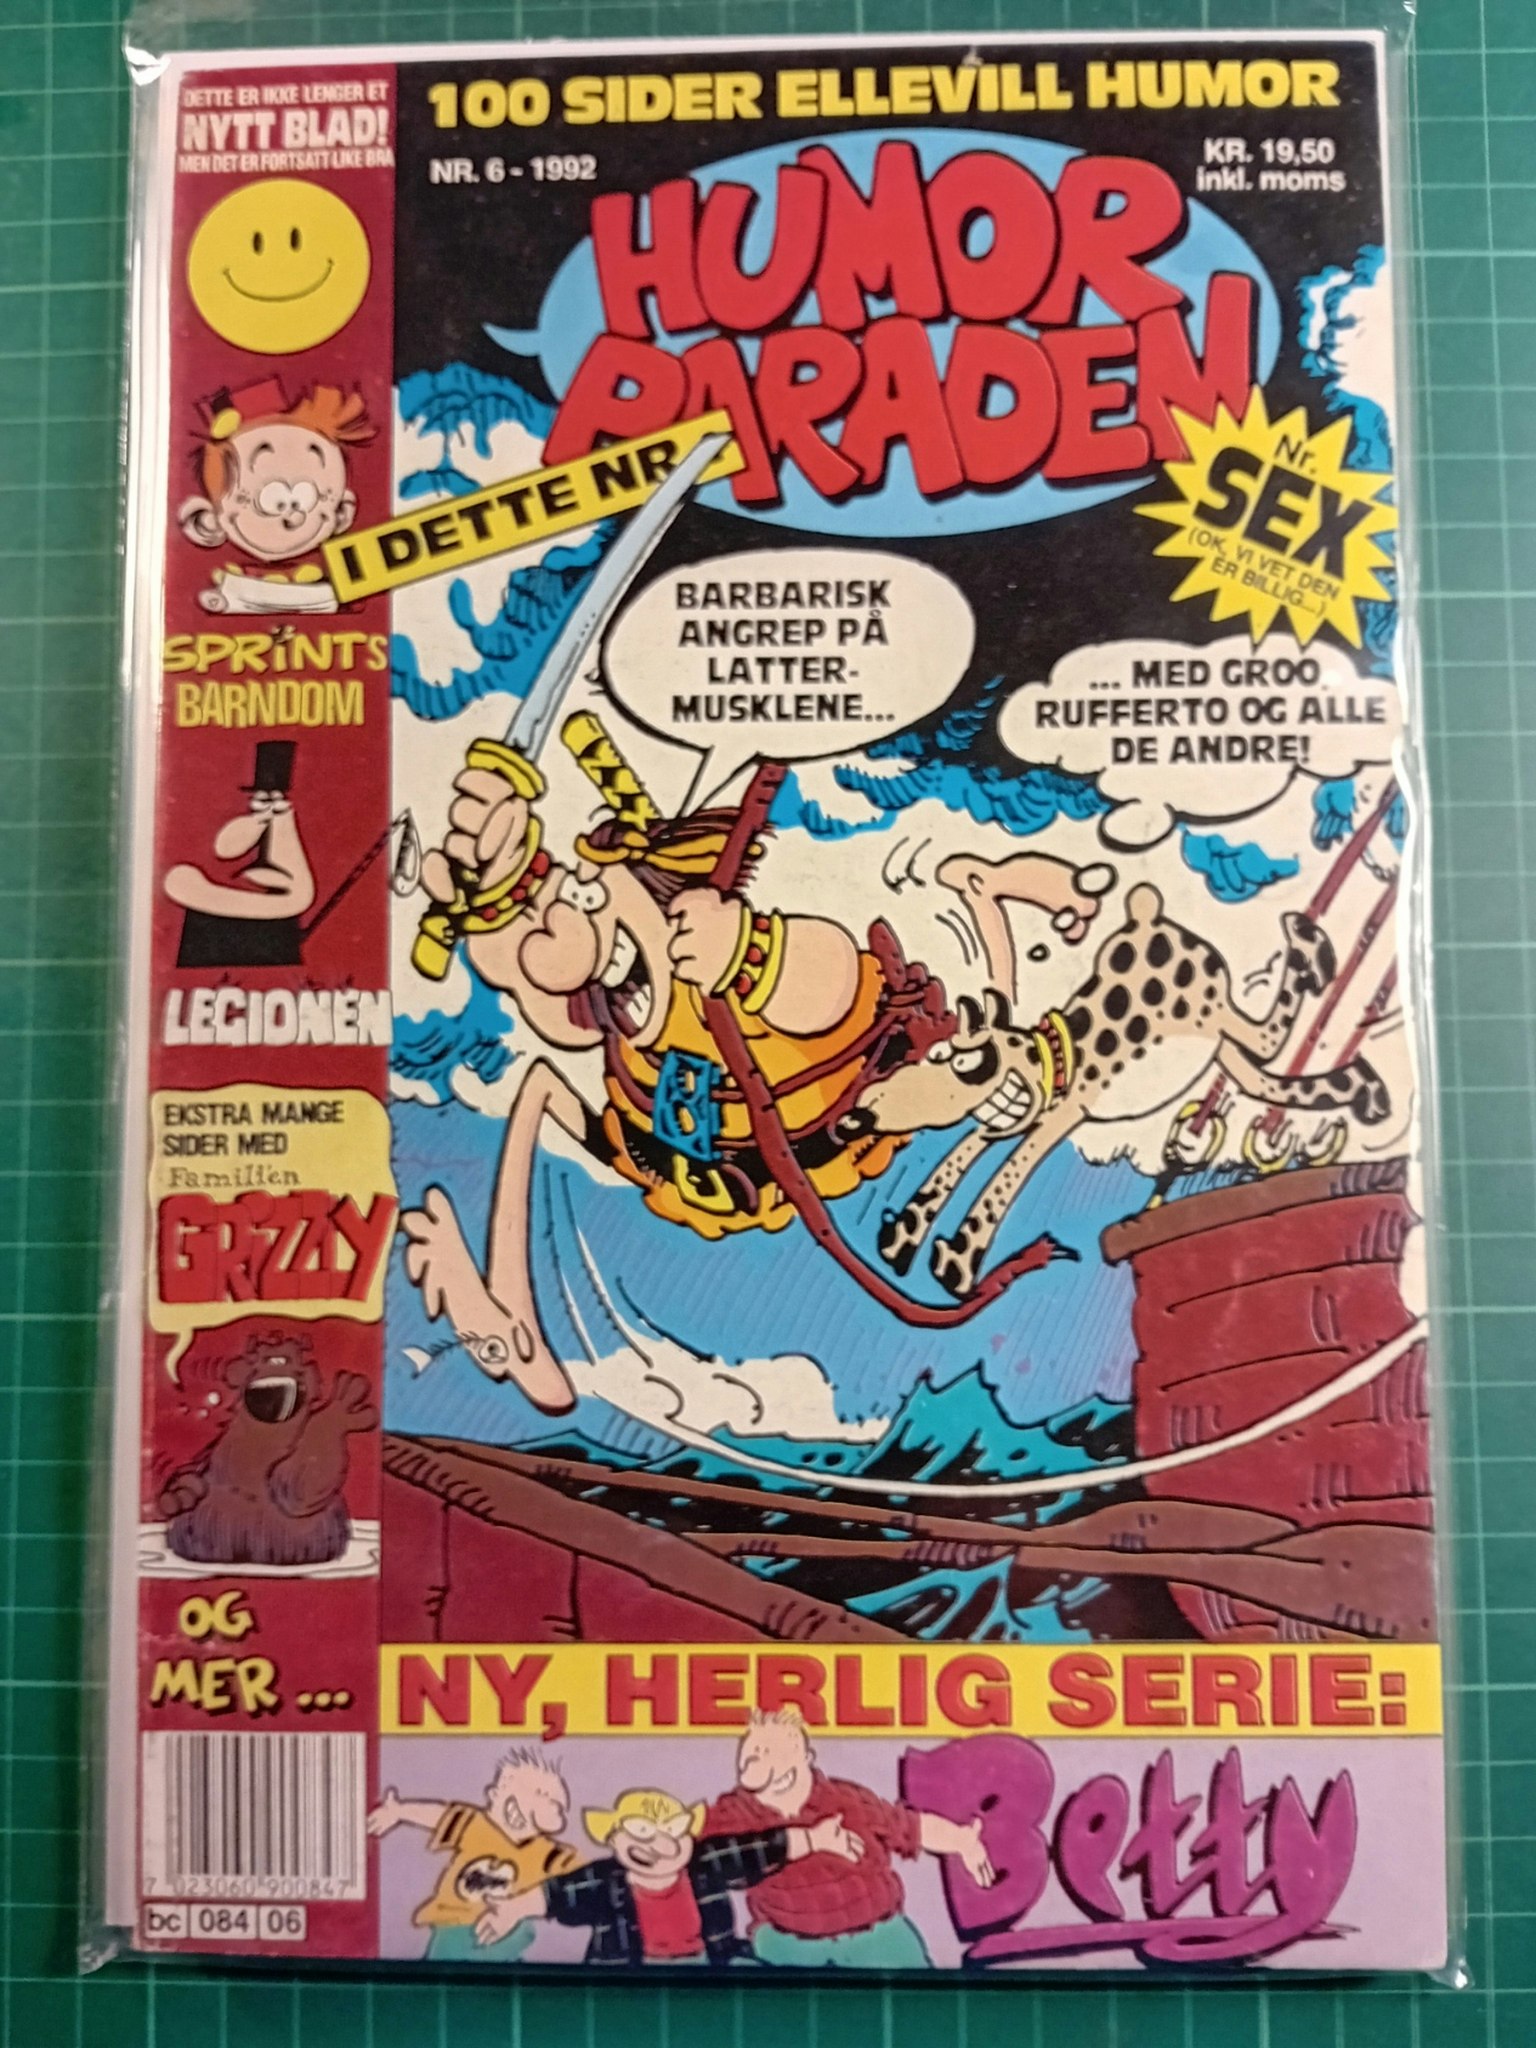 DETTE ER IKKE LENGER ET
NYTT BLAD!
MEN DET ER FORTSATT LIKE BRA
100 SIDER ELLEVILL HUMOR
NR. 6 - 1992
KR. 19,50
inkl. moms
HUMOR
PARADEN
I DETTE NR
Nr.
SEX
(OK, VI VET DEN
ER BILLIG...)
BARBARISK
ANGREP PÅ
LATTER-
MUSKLENE...
... MED GROO,
RUFFERTO OG ALLE
DE ANDRE!
SPRINTS
BARNDOM
LEGIONEN
EKSTRA MANGE
SIDER MED
Familien
GRIZZLY
OG
MER ...
NY, HERLIG SERIE:
Betty
7 023060 900847
bc 084 06